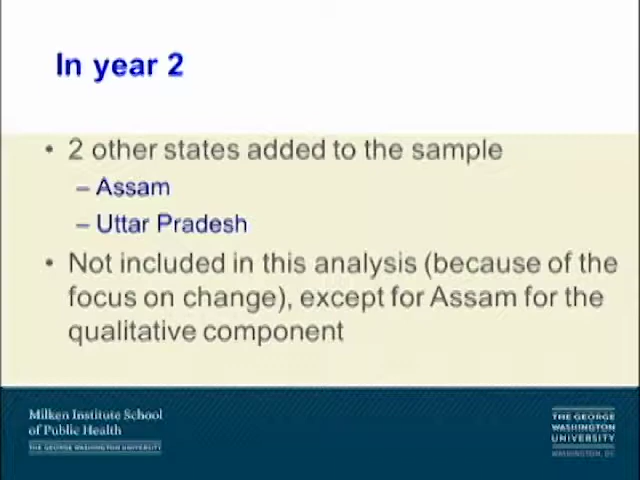 In year 2
• 2 other states added to the sample
– Assam
– Uttar Pradesh
• Not included in this analysis (because of the
focus on change), except for Assam for the
qualitative component
Milken Institute School
of Public Health
THE GEORGE WASHINGTON UNIVERSITY
THE GEORGE
WASHINGTON
UNIVERSITY
WASHINGTON, DC